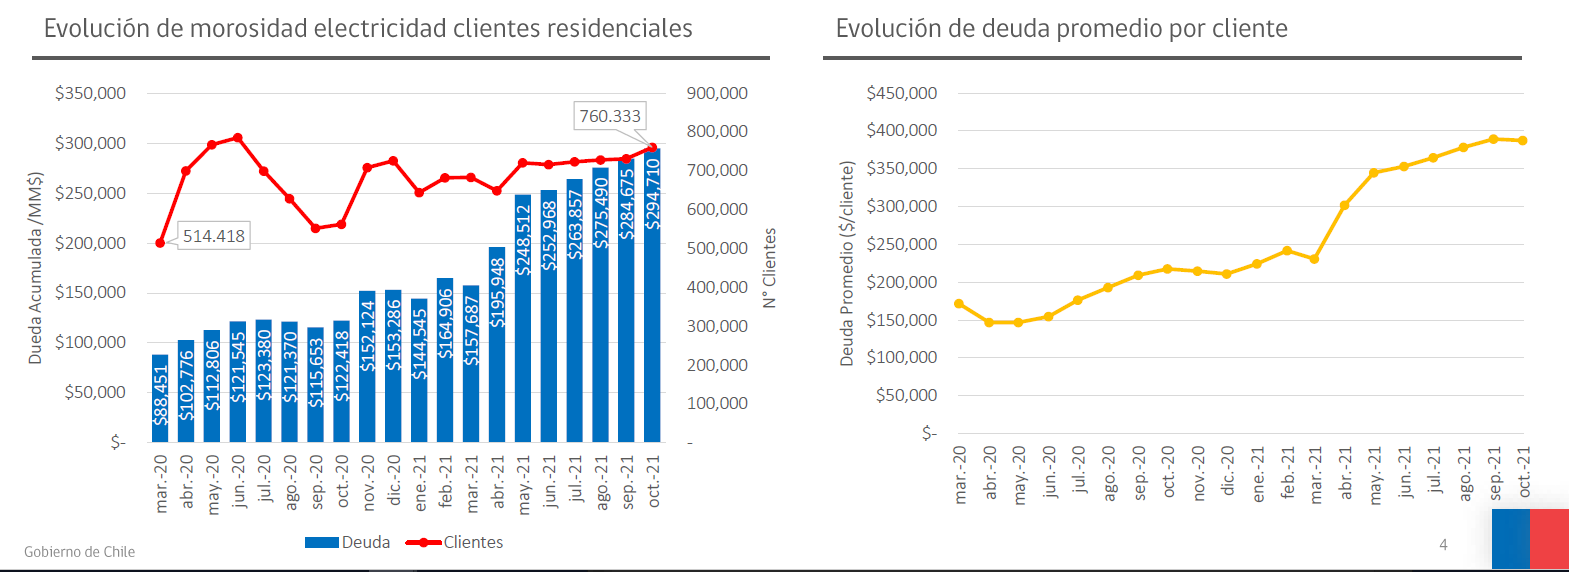 Evolución de morosidad electricidad clientes residenciales
Dueda Acumulada /MM$)
$350,000
$300,000
$250,000
$200,000
$150,000
$100,000
$50,000
$-
514.418
760.333
$88,451
$102,776
$112,806
$121,545
$123,380
$121,370
$115,653
$122,418
$152,124
$153,286
$144,545
$164,906
$157,687
$195,948
$248,512
$252,968
$263,857
$275,490
$284,675
$294,710
900,000
800,000
700,000
600,000
500,000
400,000
300,000
200,000
100,000
-
N° Clientes
mar.-20
abr.-20
may.-20
jun.-20
jul.-20
ago.-20
sep.-20
oct.-20
nov.-20
dic.-20
ene.-21
feb.-21
mar.-21
abr.-21
may.-21
jun.-21
jul.-21
ago.-21
sep.-21
oct.-21
Deuda
Clientes
Evolución de deuda promedio por cliente
Deuda Promedio ($/cliente)
$450,000
$400,000
$350,000
$300,000
$250,000
$200,000
$150,000
$100,000
$50,000
$-
mar.-20
abr.-20
may.-20
jun.-20
jul.-20
ago.-20
sep.-20
oct.-20
nov.-20
dic.-20
ene.-21
feb.-21
mar.-21
abr.-21
may.-21
jun.-21
jul.-21
ago.-21
sep.-21
oct.-21
Gobierno de Chile
4